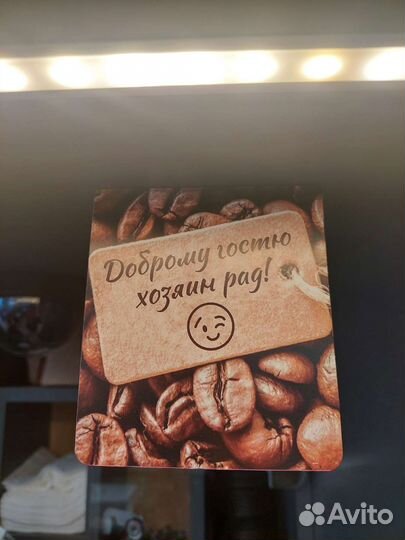 Доброму гостю
хозяин рад!
Avito